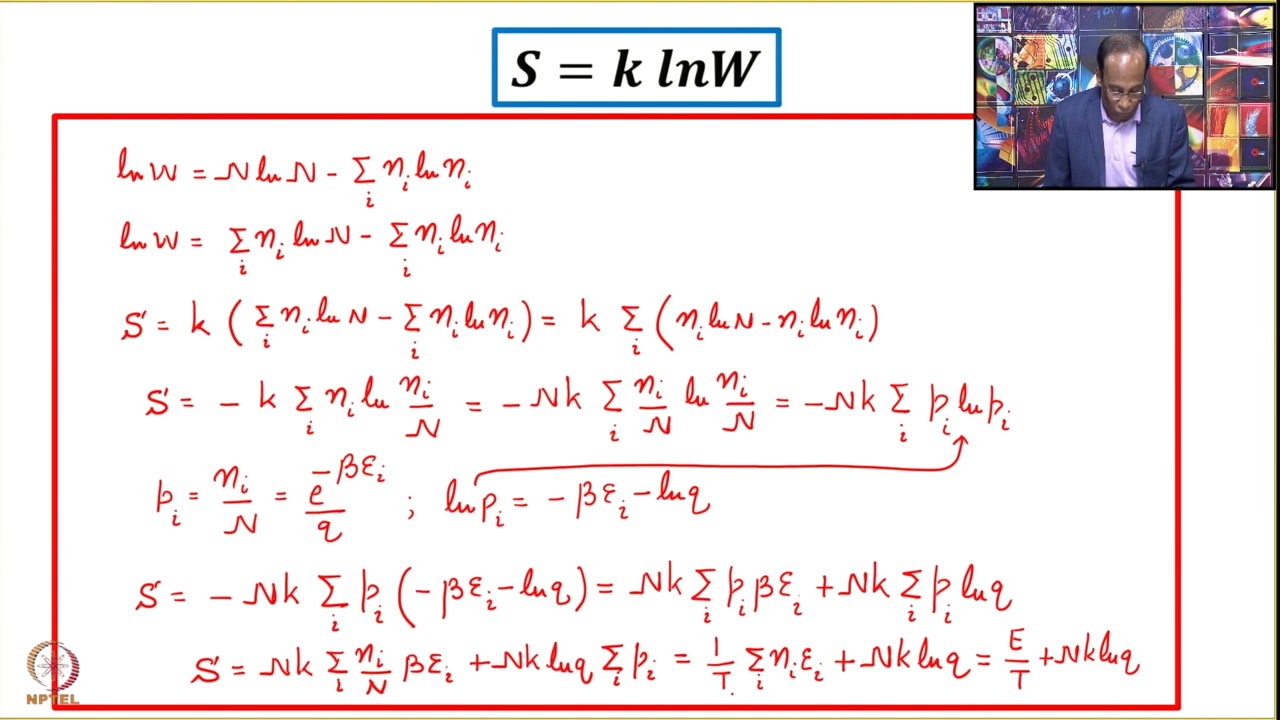 S = k lnW
ln W = N ln N - Σ_i n_i ln n_i
ln W = Σ_i n_i ln N - Σ_i n_i ln n_i
S = k ( Σ_i n_i ln N - Σ_i n_i ln n_i ) = k Σ_i ( n_i ln N - n_i ln n_i )
S = - k Σ_i n_i ln n_i/N = - Nk Σ_i n_i/N ln n_i/N = - Nk Σ_i p_i ln p_i
p_i = n_i/N = e^{-βε_i}/q ; ln p_i = - βε_i - ln q
S = - Nk Σ_i p_i ( - βε_i - ln q ) = Nk Σ_i p_i βε_i + Nk Σ_i p_i ln q
S = Nk Σ_i n_i/N βε_i + Nk ln q Σ_i p_i = 1/T Σ_i n_i ε_i + Nk ln q = E/T + Nk ln q
NPTEL